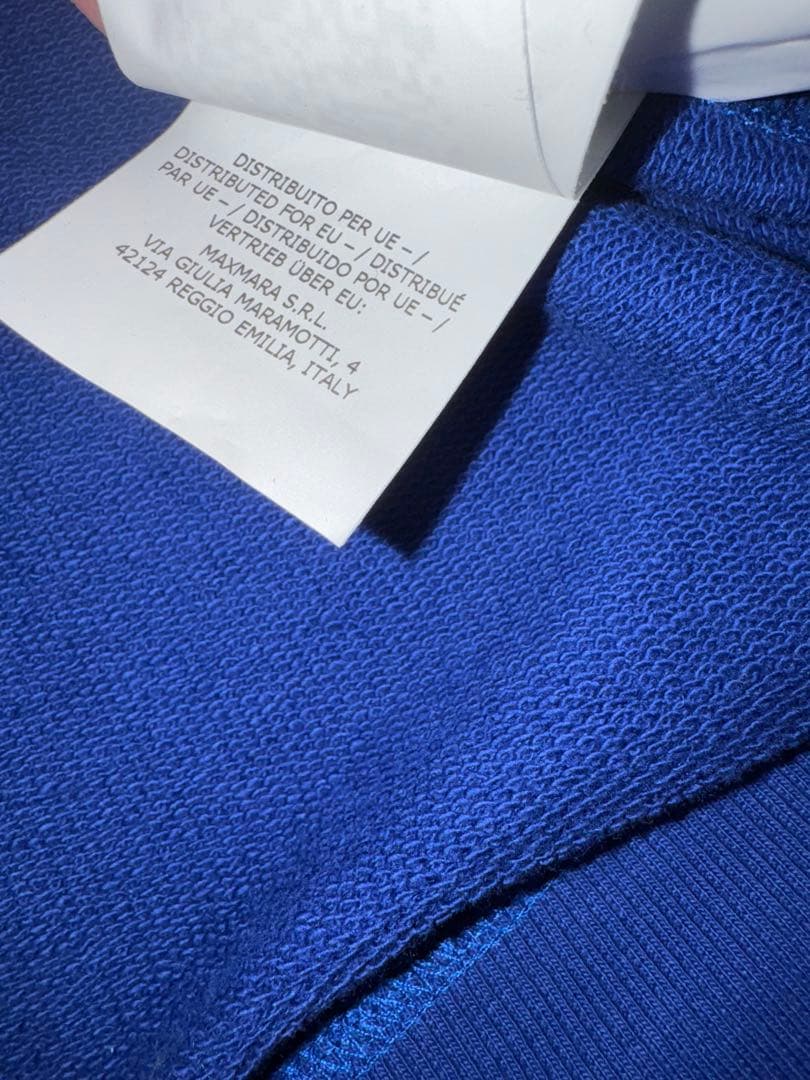 DISTRIBUITO PER UE – /
DISTRIBUTED FOR EU – / DISTRIBUÉ
PAR UE – / DISTRIBUIDO POR UE – /
VERTRIEB ÜBER EU:
MAXMARA S.R.L.
VIA GIULIA MARAMOTTI, 4
42124 REGGIO EMILIA, ITALY